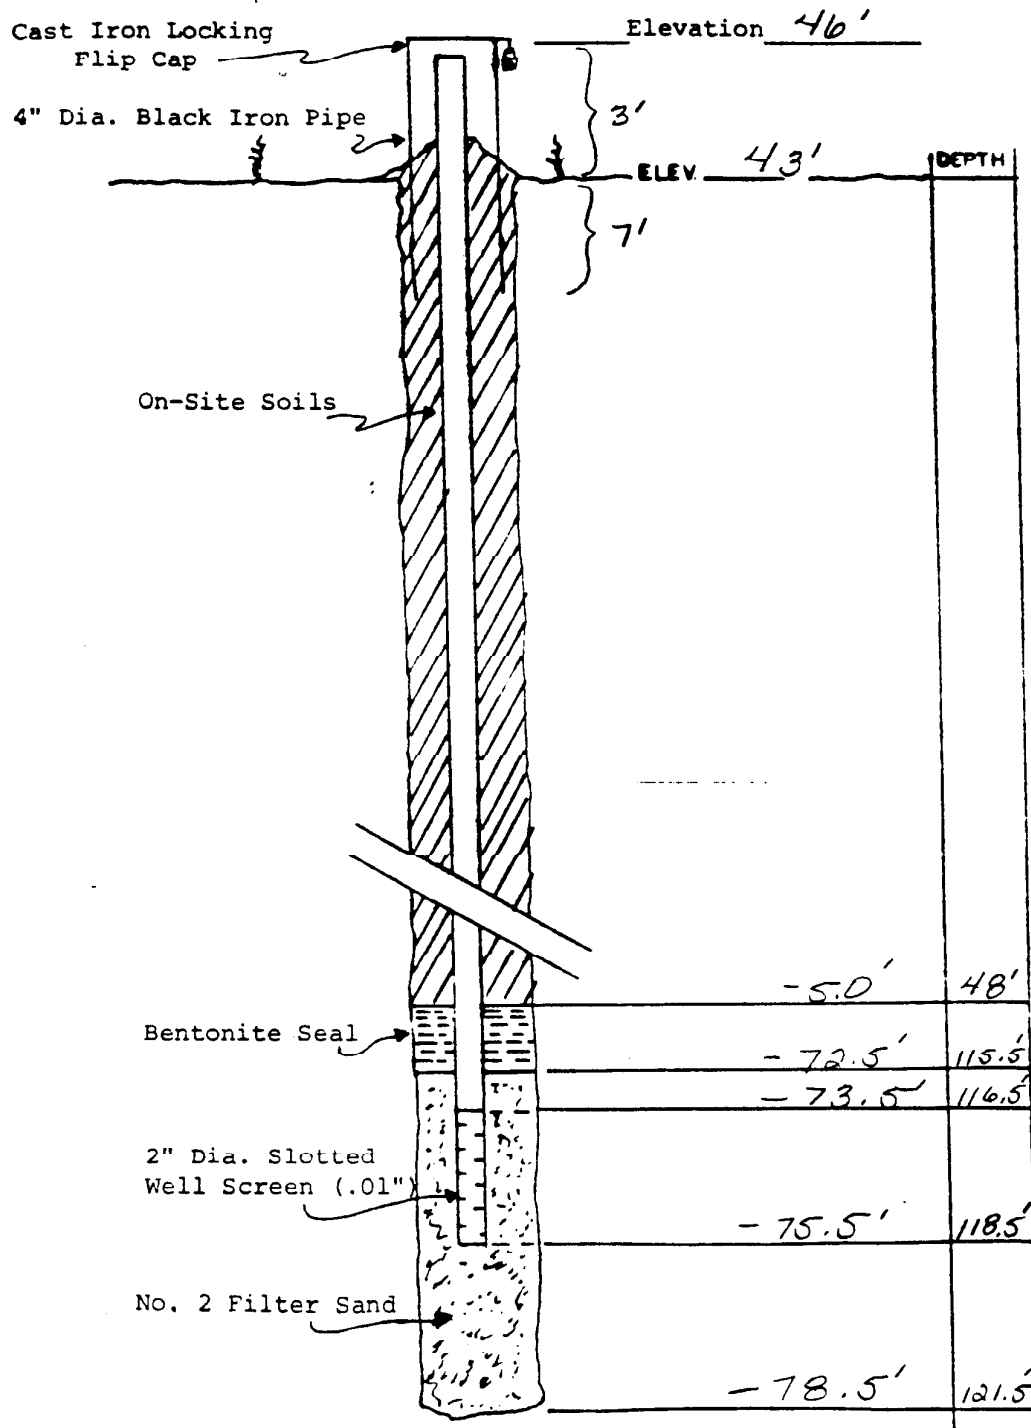 Cast Iron Locking
Flip Cap
Elevation 46'
3'
4" Dia. Black Iron Pipe
ELEV. 43'
DEPTH
7'
On-Site Soils
-5.0' 48'
Bentonite Seal
-72.5' 115.5'
-73.5' 116.5'
2" Dia. Slotted
Well Screen (.01")
-75.5' 118.5'
No. 2 Filter Sand
-78.5' 121.5'